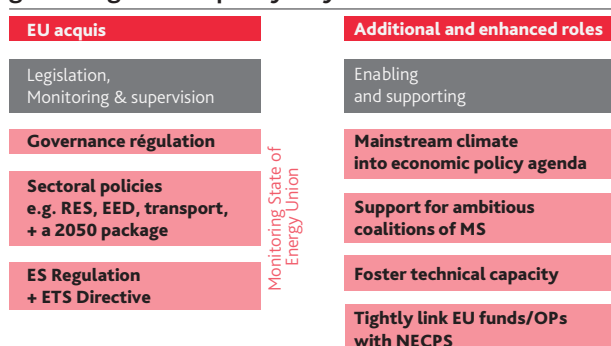 EU acquis
Legislation,
Monitoring & supervision
Governance régulation
Sectoral policies
e.g. RES, EED, transport,
+ a 2050 package
ES Regulation
+ ETS Directive
Monitoring State of
Energy Union
Additional and enhanced roles
Enabling
and supporting
Mainstream climate
into economic policy agenda
Support for ambitious
coalitions of MS
Foster technical capacity
Tightly link EU funds/OPs
with NECPS